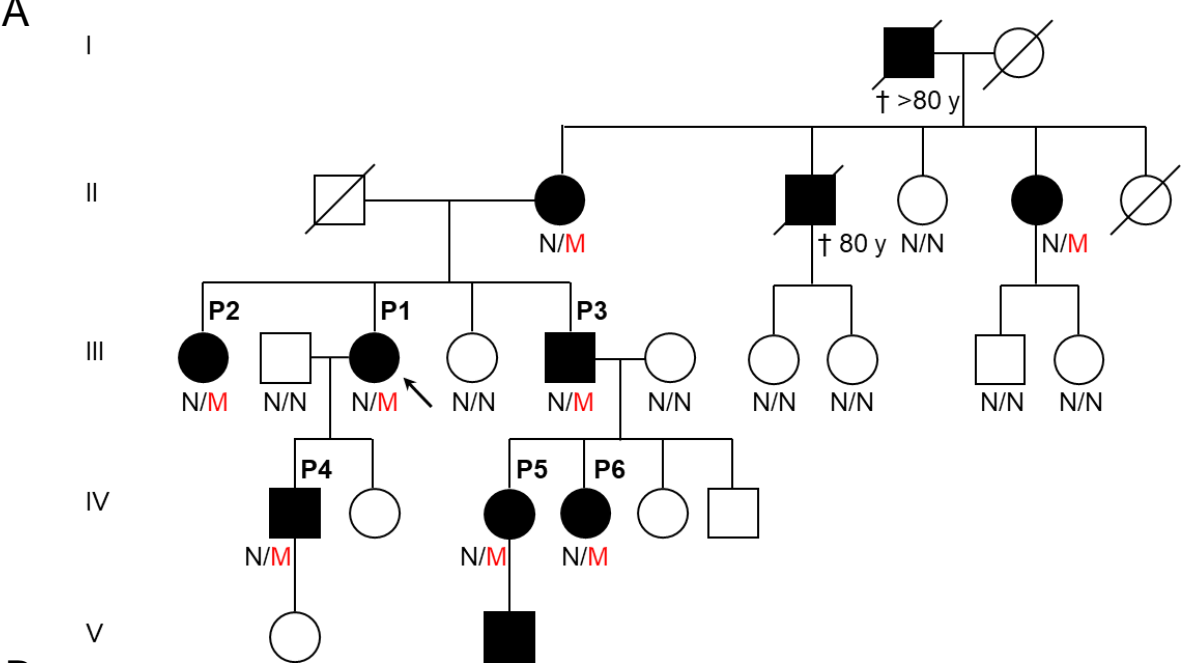 A
I
† >80 y
II
N/M † 80 y N/N N/M
P2 P1 P3
III
N/M N/N N/M N/N N/M N/N N/N N/N N/N N/N
P4 P5 P6
IV
N/M N/M N/M
V